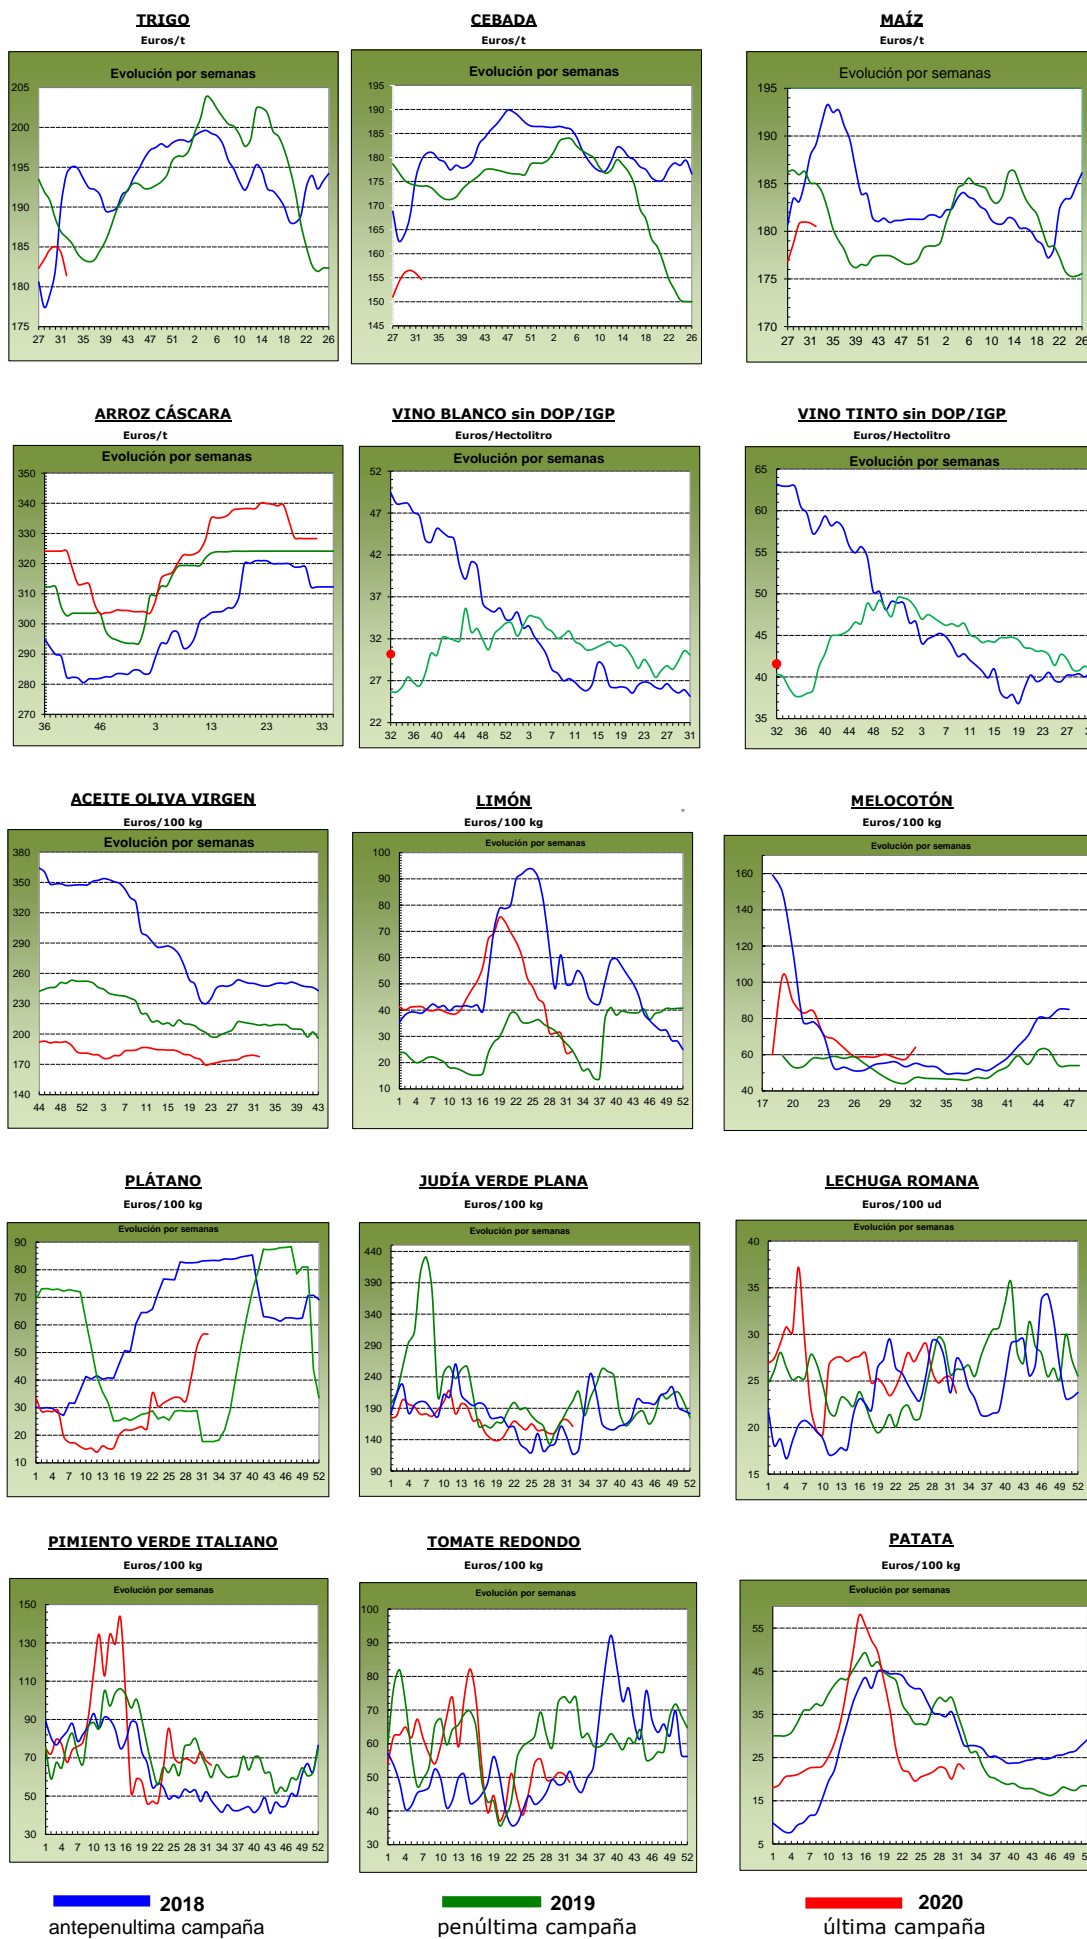 TRIGO CEBADA MAÍZ
Euros/t Euros/t Euros/t
Evolución por semanas Evolución por semanas Evolución por semanas
205 200 195 190 185 180 175
27 31 35 39 43 47 51 2 6 10 14 18 22 26
195 190 185 180 175 170 165 160 155 150 145
27 31 35 39 43 47 51 2 6 10 14 18 22 26
195 190 185 180 175 170
27 31 35 39 43 47 51 2 6 10 14 18 22 26
ARROZ CÁSCARA VINO BLANCO sin DOP/IGP VINO TINTO sin DOP/IGP
Euros/t Euros/Hectolitro Euros/Hectolitro
Evolución por semanas Evolución por semanas Evolución por semanas
350 340 330 320 310 300 290 280 270
36 46 3 13 23 33
52 47 42 37 32 27 22
32 36 40 44 48 52 3 7 11 15 19 23 27 31
65 60 55 50 45 40 35
32 36 40 44 48 52 3 7 11 15 19 23 27
ACEITE OLIVA VIRGEN LIMÓN MELOCOTÓN
Euros/100 kg Euros/100 kg Euros/100 kg
Evolución por semanas Evolución por semanas Evolución por semanas
380 350 320 290 260 230 200 170 140
44 48 52 3 7 11 15 19 23 27 31 35 39 43
100 90 80 70 60 50 40 30 20 10
1 4 7 10 13 16 19 22 25 28 31 34 37 40 43 46 49 52
160 140 120 100 80 60 40
17 20 23 26 29 32 35 38 41 44 47
PLÁTANO JUDÍA VERDE PLANA LECHUGA ROMANA
Euros/100 kg Euros/100 kg Euros/100 ud
Evolución por semanas Evolución por semanas Evolución por semanas
90 80 70 60 50 40 30 20 10
1 4 7 10 13 16 19 22 25 28 31 34 37 40 43 46 49 52
440 390 340 290 240 190 140 90
1 4 7 10 13 16 19 22 25 28 31 34 37 40 43 46 49 52
40 35 30 25 20 15
1 4 7 10 13 16 19 22 25 28 31 34 37 40 43 46 49 52
PIMIENTO VERDE ITALIANO TOMATE REDONDO PATATA
Euros/100 kg Euros/100 kg Euros/100 kg
Evolución por semanas Evolución por semanas Evolución por semanas
150 130 110 90 70 50 30
1 4 7 10 13 16 19 22 25 28 31 34 37 40 43 46 49 52
100 90 80 70 60 50 40 30
1 4 7 10 13 16 19 22 25 28 31 34 37 40 43 46 49 52
55 45 35 25 15 5
1 4 7 10 13 16 19 22 25 28 31 34 37 40 43 46 49
2018 2019 2020
antepenultima campaña penúltima campaña última campaña